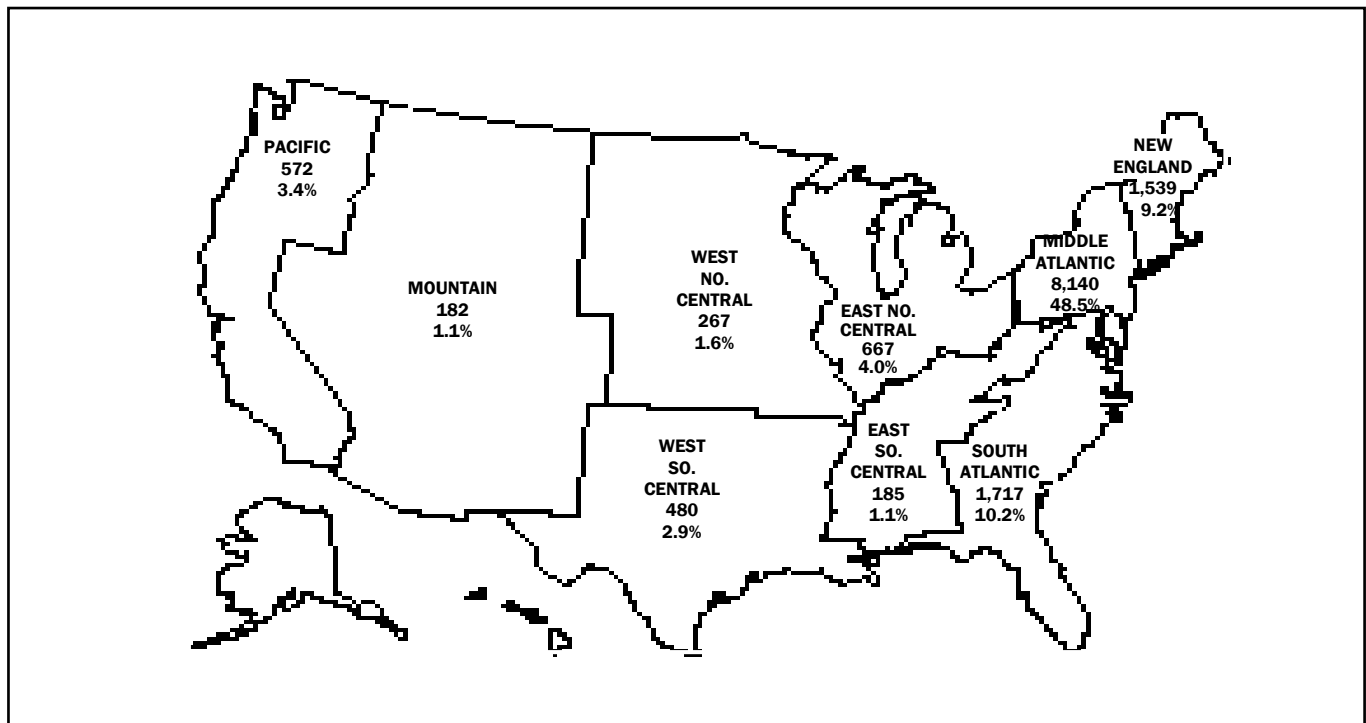 PACIFIC
572
3.4%
MOUNTAIN
182
1.1%
WEST
NO.
CENTRAL
267
1.6%
WEST
SO.
CENTRAL
480
2.9%
EAST NO.
CENTRAL
667
4.0%
EAST
SO.
CENTRAL
185
1.1%
SOUTH
ATLANTIC
1,717
10.2%
MIDDLE
ATLANTIC
8,140
48.5%
NEW
ENGLAND
1,539
9.2%